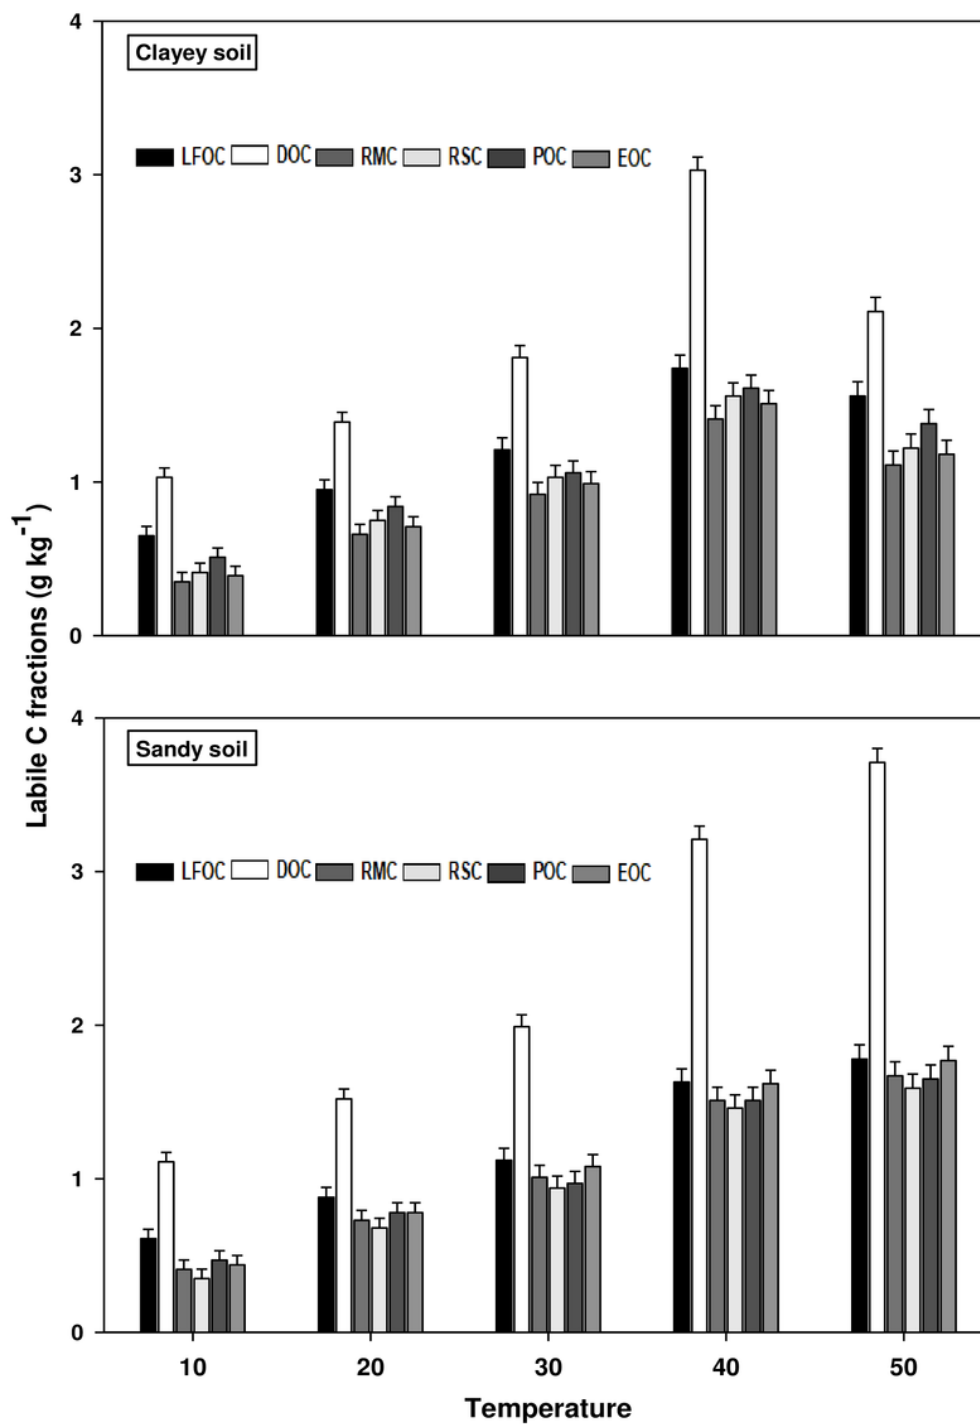 4
Clayey soil
LFOC DOC RMC RSC POC EOC
3
2
1
0
Labile C fractions (g kg-1)
4
Sandy soil
LFOC DOC RMC RSC POC EOC
3
2
1
0
10 20 30 40 50
Temperature